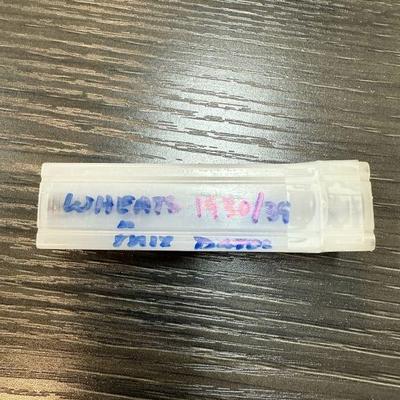 WHEATS 1930/39
- MIX DATES